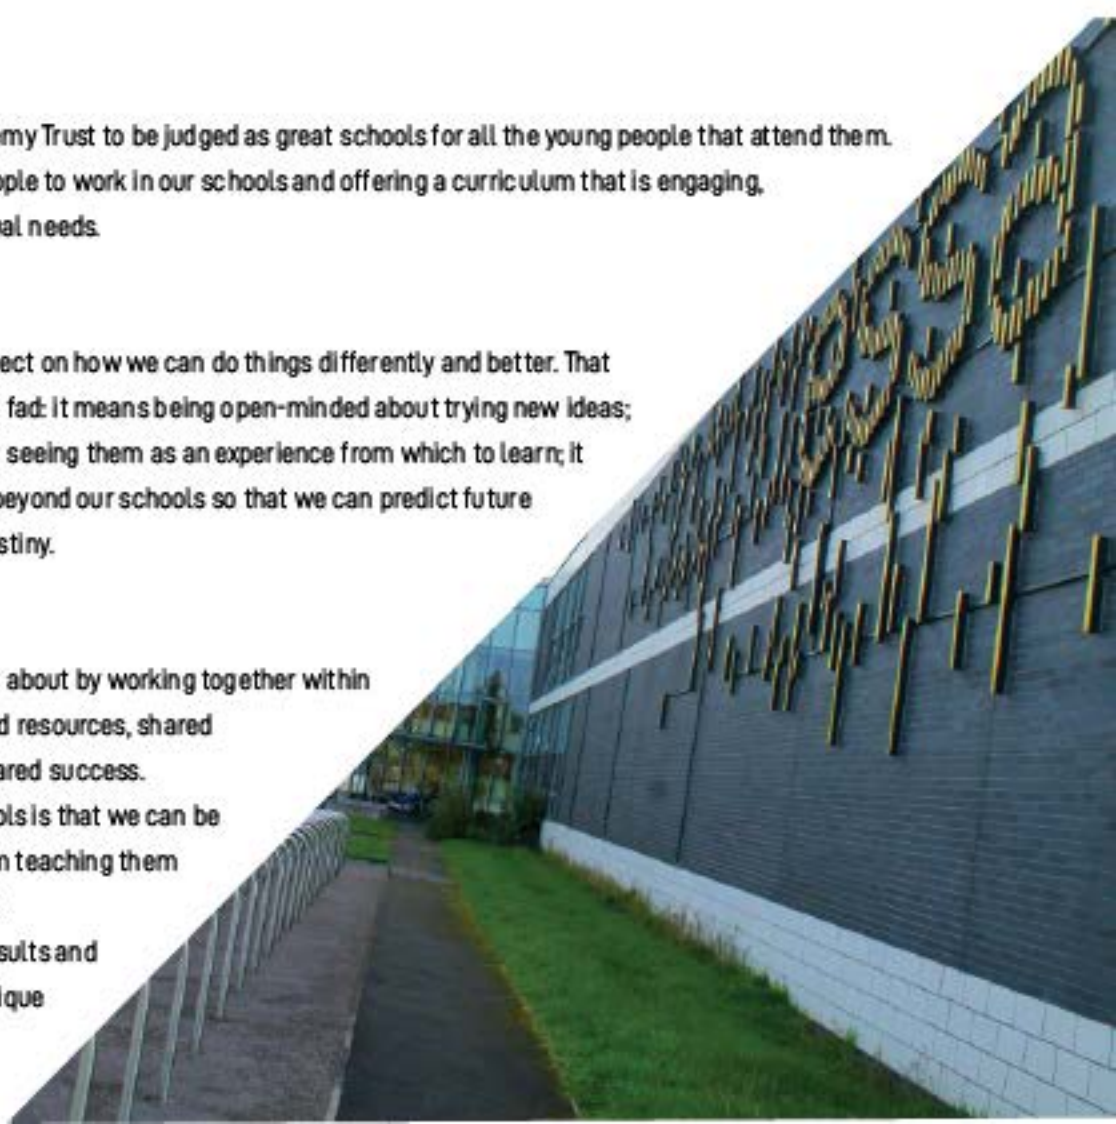 emy Trust to be judged as great schools for all the young people that attend them.
ople to work in our schools and offering a curriculum that is engaging,
ual needs.
ect on how we can do things differently and better. That
fad: it means being open-minded about trying new ideas;
seeing them as an experience from which to learn; it
beyond our schools so that we can predict future
stiny.
about by working together within
d resources, shared
ared success.
ols is that we can be
n teaching them
sults and
ique